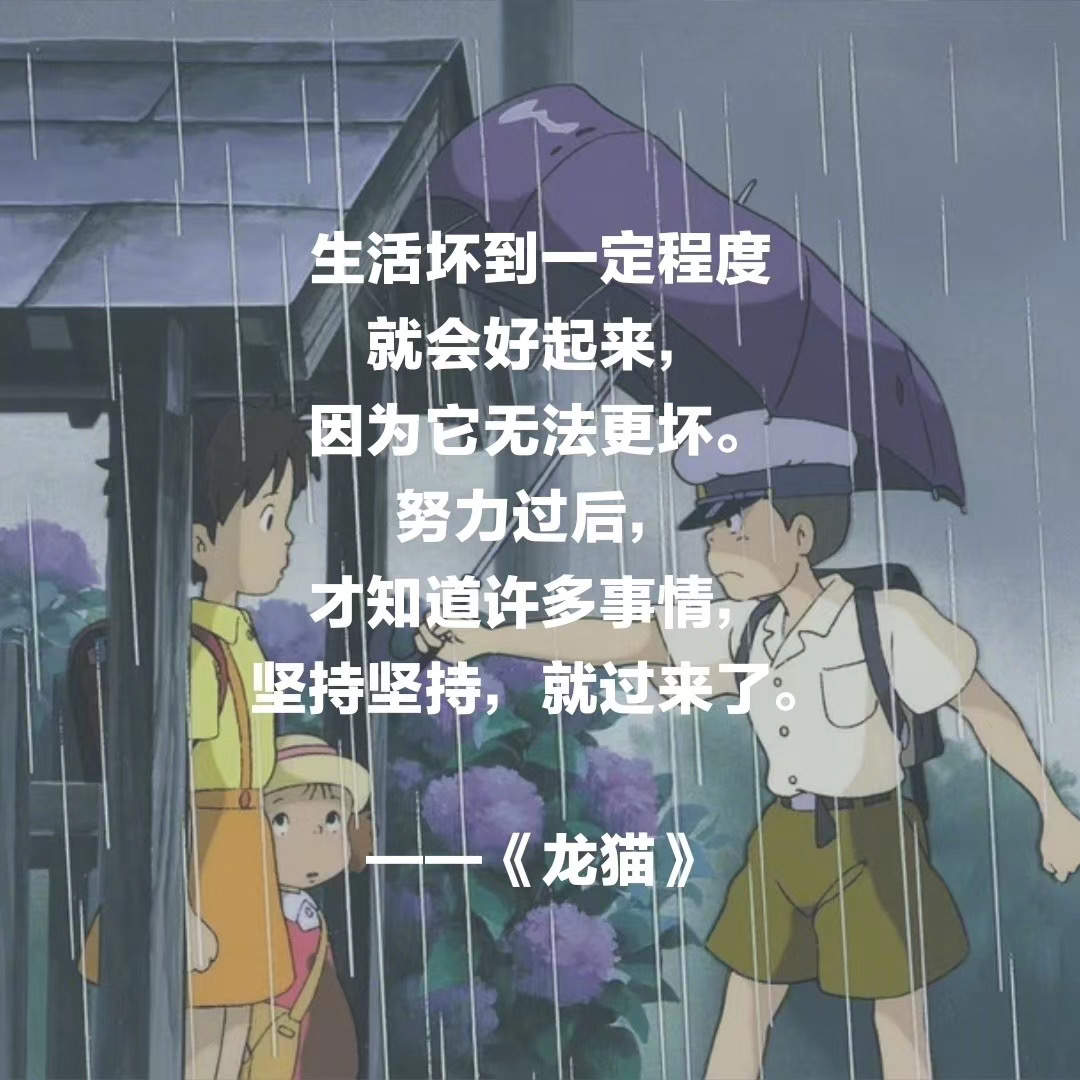 生活坏到一定程度
就会好起来，
因为它无法更坏。
努力过后，
才知道许多事情，
坚持坚持，就过来了。
——《龙猫》